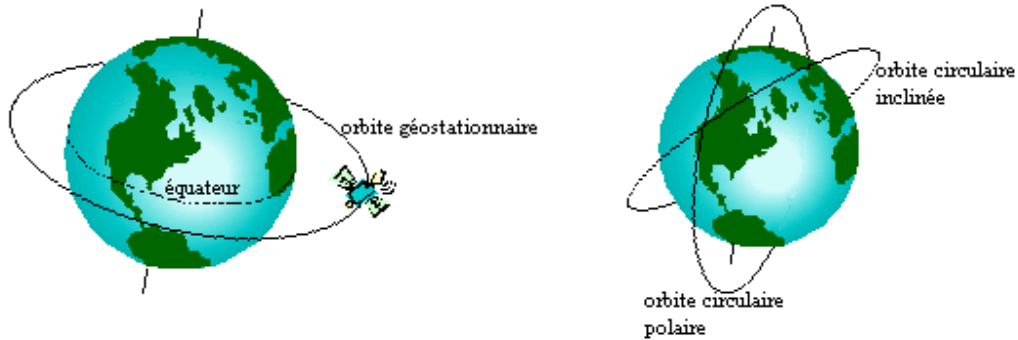 orbite géostationnaire
équateur
orbite circulaire
inclinée
orbite circulaire
polaire